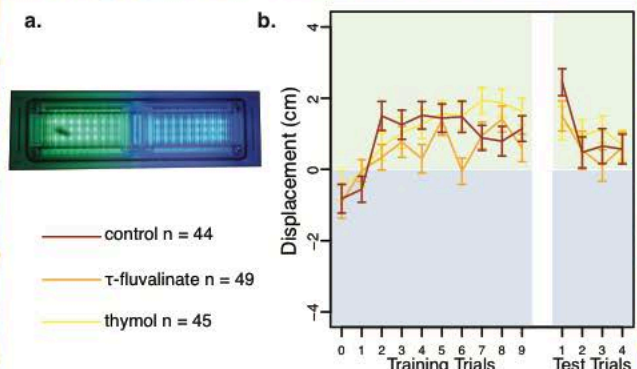 a.
b.
control n = 44
τ-fluvalinate n = 49
thymol n = 45
Displacement (cm)
4
2
0
−2
−4
0 1 2 3 4 5 6 7 8 9 1 2 3 4
Training Trials Test Trials